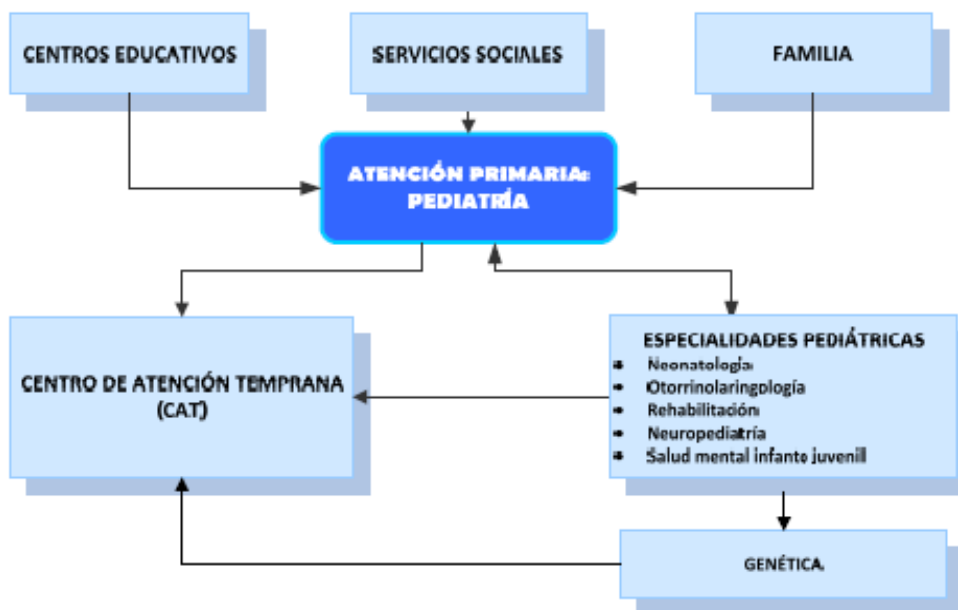 CENTROS EDUCATIVOS
SERVICIOS SOCIALES
FAMILIA
ATENCIÓN PRIMARIA:
PEDIATRÍA
CENTRO DE ATENCIÓN TEMPRANA
(CAT)
ESPECIALIDADES PEDIÁTRICAS
• Neonatología
• Otorrinolaringología
• Rehabilitación
• Neuropediatría
• Salud mental infanto juvenil
GENÉTICA